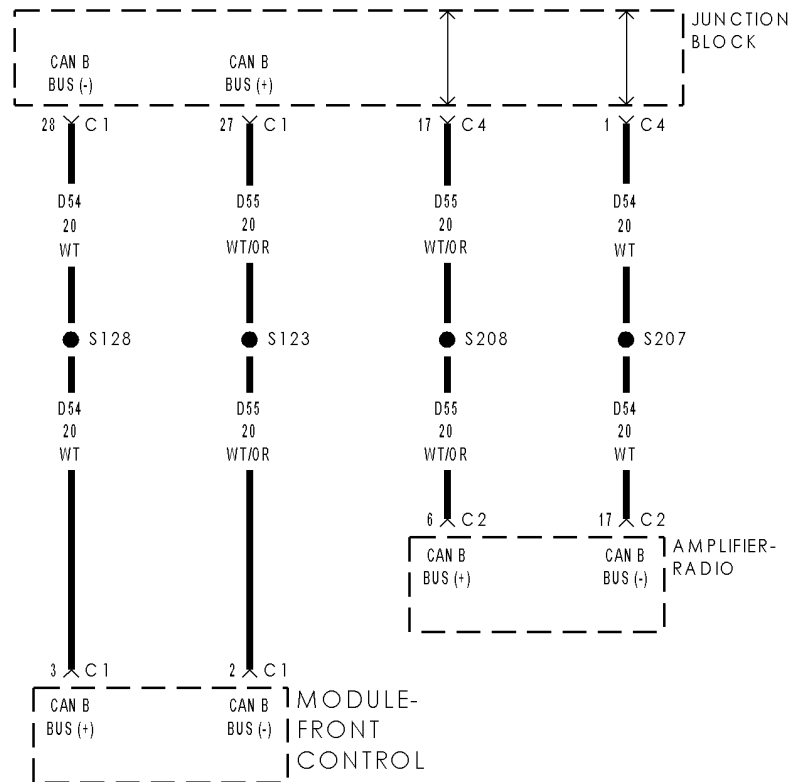 JUNCTION
BLOCK
CAN B
BUS (-)
CAN B
BUS (+)
28 C1
27 C1
17 C4
1 C4
D54
20
WT
D55
20
WT/OR
D55
20
WT/OR
D54
20
WT
S128
S123
S208
S207
D54
20
WT
D55
20
WT/OR
D55
20
WT/OR
D54
20
WT
6 C2
17 C2
CAN B
BUS (+)
CAN B
BUS (-)
AMPLIFIER-
RADIO
3 C1
2 C1
CAN B
BUS (+)
CAN B
BUS (-)
MODULE-
FRONT
CONTROL